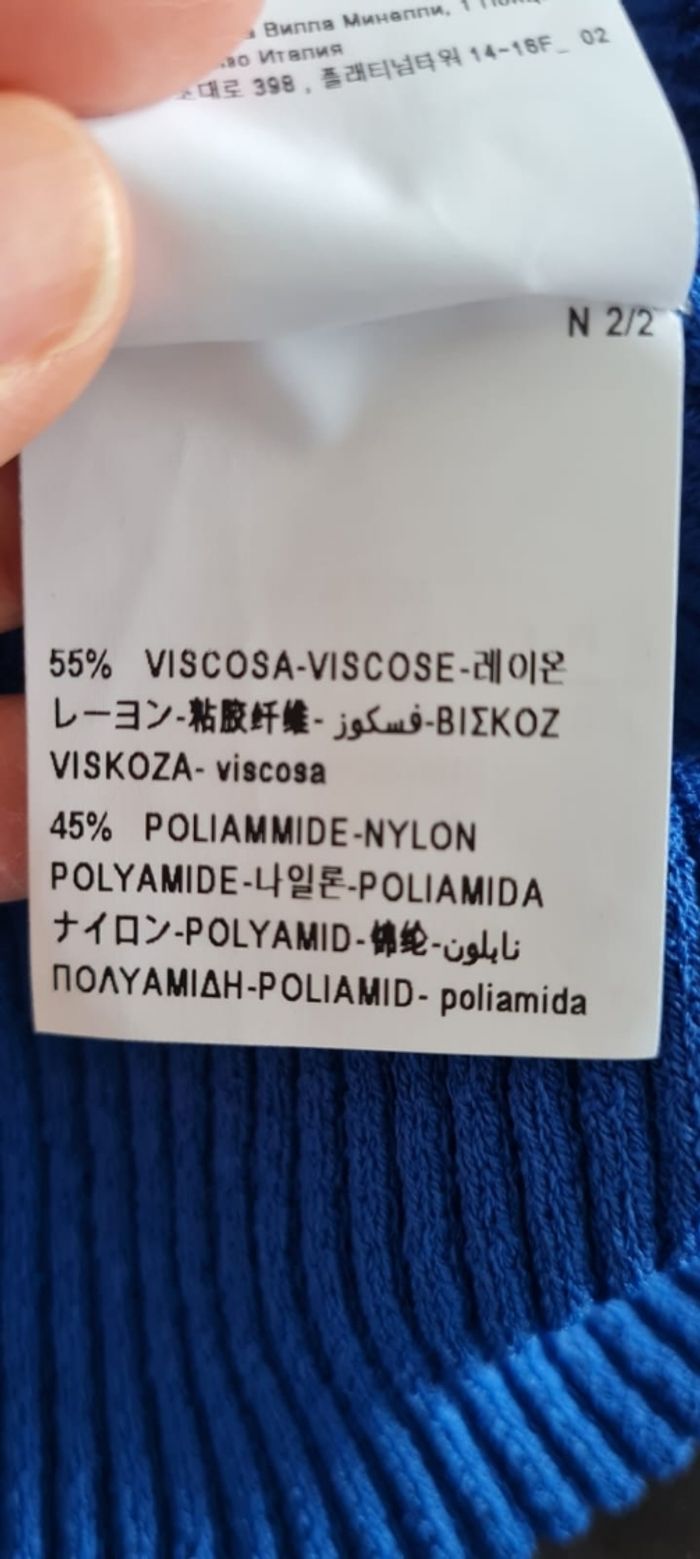 Вилла Минелли, 1
Италия
398 , 플래티넘타워 14-16F_ 02
N 2/2
55% VISCOSA-VISCOSE-레이온
レーヨン-粘胶纤维- فسكوز-ΒΙΣΚΟΖ
VISKOZA- viscosa
45% POLIAMMIDE-NYLON
POLYAMIDE-나일론-POLIAMIDA
ナイロン-POLYAMID-锦纶-نايلون
ΠΟΛΥΑΜΙΔΗ-POLIAMID- poliamida